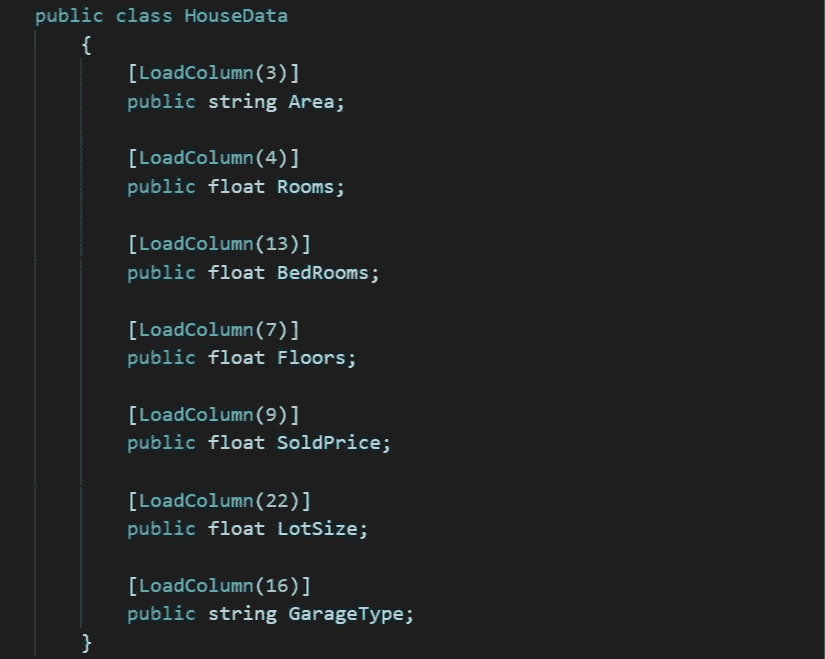 public class HouseData
{
[LoadColumn(3)]
public string Area;
[LoadColumn(4)]
public float Rooms;
[LoadColumn(13)]
public float BedRooms;
[LoadColumn(7)]
public float Floors;
[LoadColumn(9)]
public float SoldPrice;
[LoadColumn(22)]
public float LotSize;
[LoadColumn(16)]
public string GarageType;
}